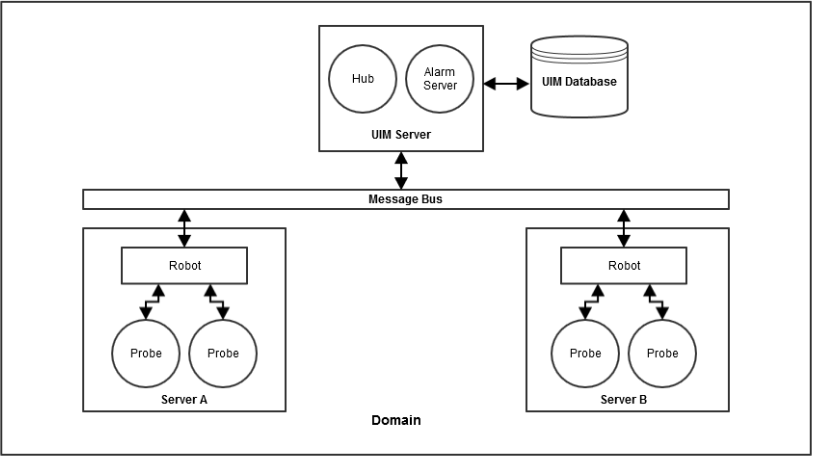 Hub
Alarm
Server
UIM Server
UIM Database
Message Bus
Robot
Probe
Probe
Server A
Robot
Probe
Probe
Server B
Domain